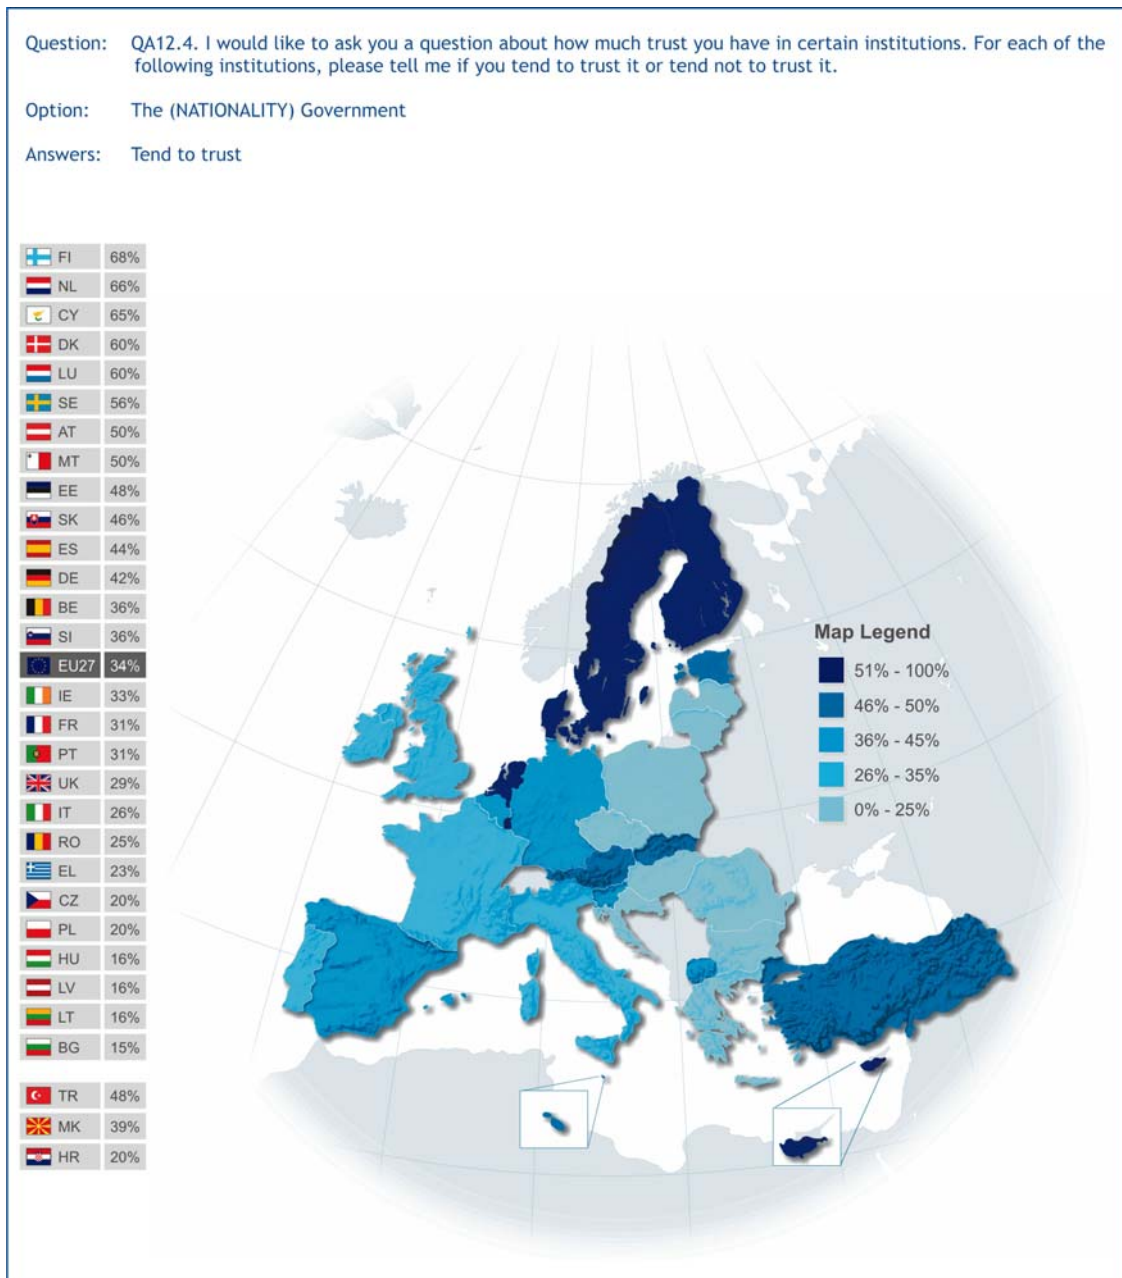 Question: QA12.4. I would like to ask you a question about how much trust you have in certain institutions. For each of the
following institutions, please tell me if you tend to trust it or tend not to trust it.
Option: The (NATIONALITY) Government
Answers: Tend to trust
FI 68%
NL 66%
CY 65%
DK 60%
LU 60%
SE 56%
AT 50%
MT 50%
EE 48%
SK 46%
ES 44%
DE 42%
BE 36%
SI 36%
EU27 34%
IE 33%
FR 31%
PT 31%
UK 29%
IT 26%
RO 25%
EL 23%
CZ 20%
PL 20%
HU 16%
LV 16%
LT 16%
BG 15%
TR 48%
MK 39%
HR 20%
Map Legend
51% - 100%
46% - 50%
36% - 45%
26% - 35%
0% - 25%